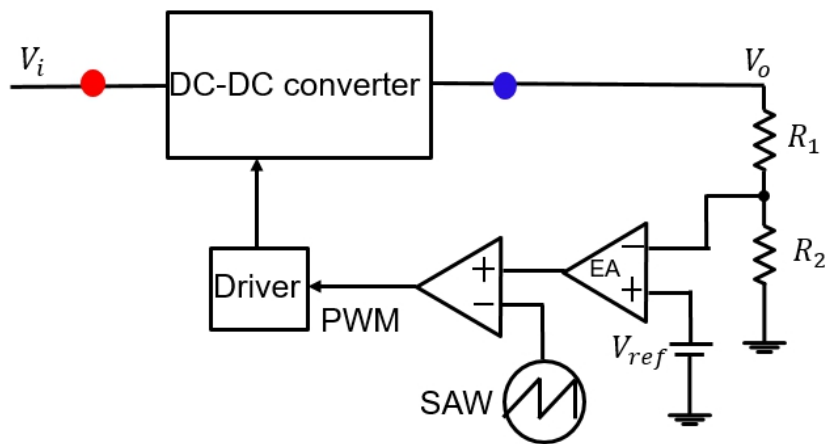 V_i
DC-DC converter
V_o
R_1
R_2
EA
−
+
V_ref
+
−
Driver
PWM
SAW